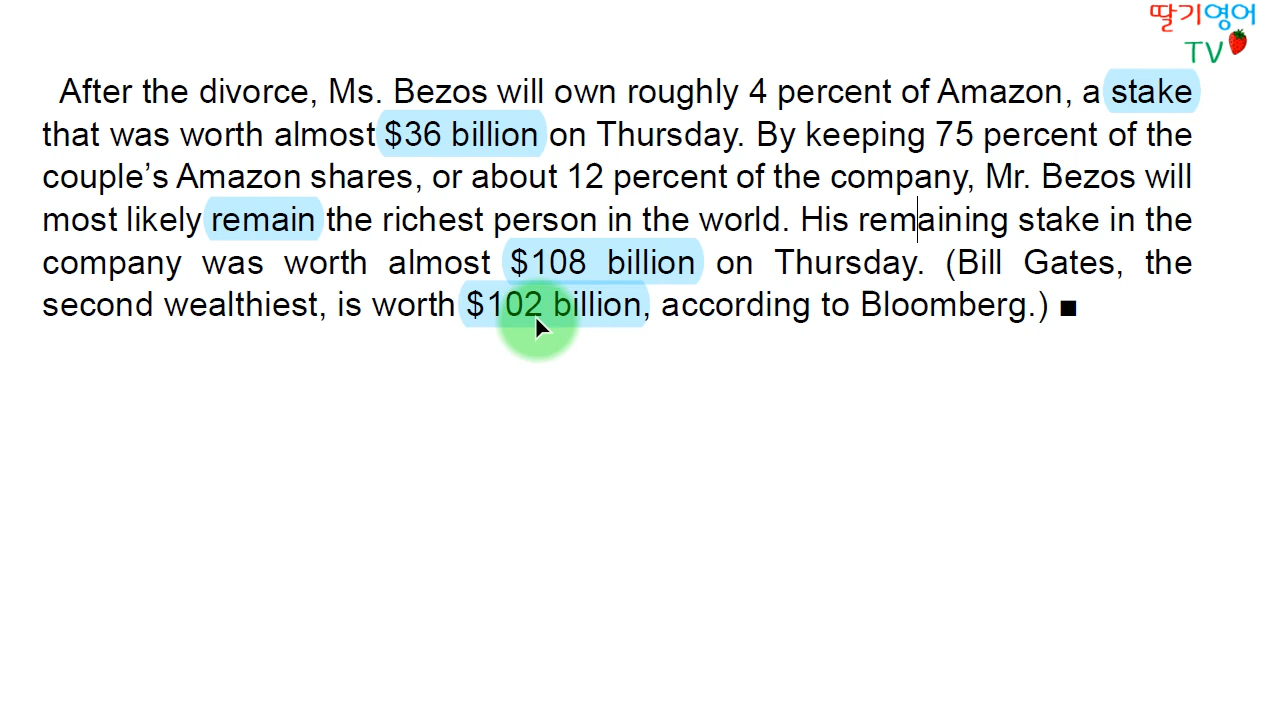 딸기영어
TV
After the divorce, Ms. Bezos will own roughly 4 percent of Amazon, a stake
that was worth almost $36 billion on Thursday. By keeping 75 percent of the
couple’s Amazon shares, or about 12 percent of the company, Mr. Bezos will
most likely remain the richest person in the world. His remaining stake in the
company was worth almost $108 billion on Thursday. (Bill Gates, the
second wealthiest, is worth $102 billion, according to Bloomberg.) ■